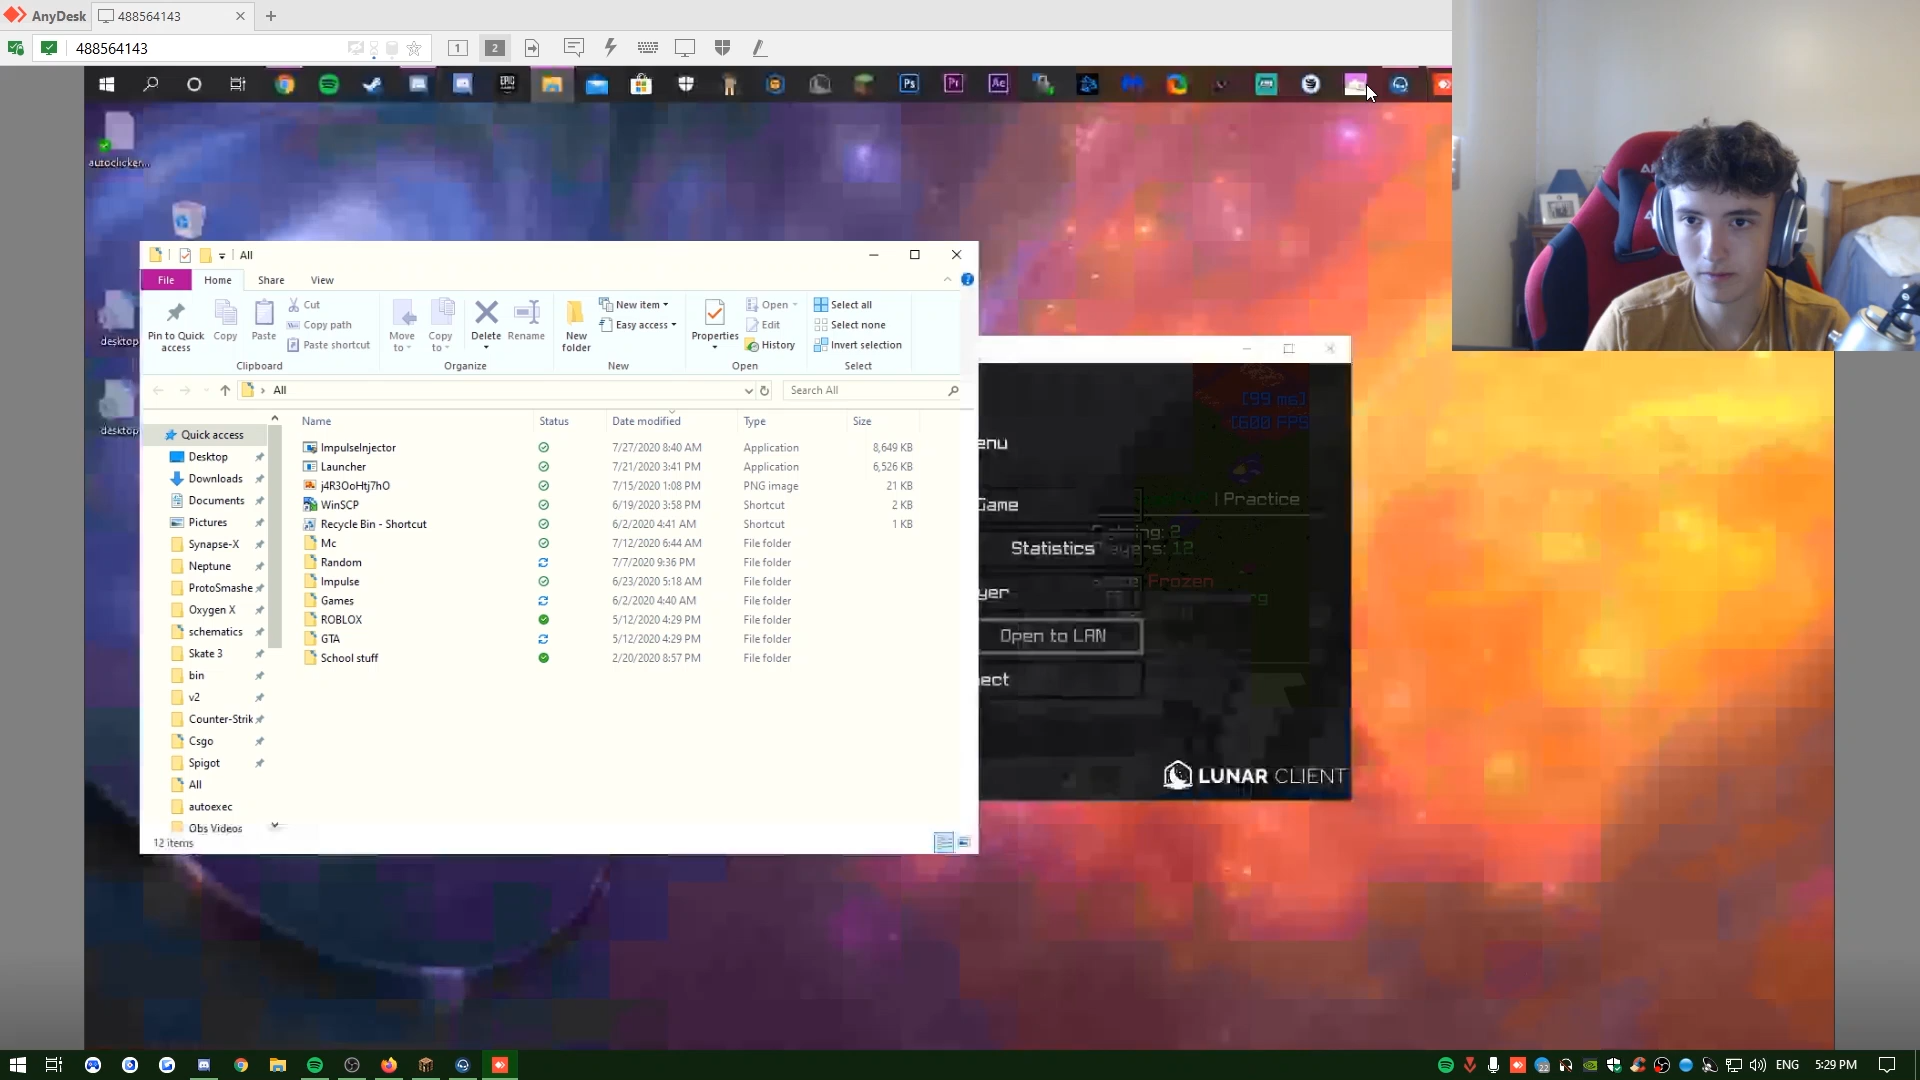 AnyDesk
488564143
488564143
1
2
EPIC
Ps
Pr
Ae
autoclicker...
All
File
Home
Share
View
Pin to Quick access
Copy
Paste
Cut
Copy path
Paste shortcut
Clipboard
Move to
Copy to
Delete
Rename
Organize
New folder
New item
Easy access
New
Properties
Open
Edit
History
Open
Select all
Select none
Invert selection
Select
All
Search All
Name
Status
Date modified
Type
Size
ImpulseInjector 7/27/2020 8:40 AM Application 8,649 KB
Launcher 7/21/2020 3:41 PM Application 6,526 KB
j4R3OoHtj7hO 7/15/2020 1:08 PM PNG image 21 KB
WinSCP 6/19/2020 3:58 PM Shortcut 2 KB
Recycle Bin - Shortcut 6/2/2020 4:41 AM Shortcut 1 KB
Mc 7/12/2020 6:44 AM File folder
Random 7/7/2020 9:36 PM File folder
Impulse 6/23/2020 5:18 AM File folder
Games 6/2/2020 4:40 AM File folder
ROBLOX 5/12/2020 4:29 PM File folder
GTA 5/12/2020 4:29 PM File folder
School stuff 2/20/2020 8:57 PM File folder
Quick access
Desktop
Downloads
Documents
Pictures
Synapse-X
Neptune
ProtoSmashe
Oxygen X
schematics
Skate 3
bin
v2
Counter-Strik
Csgo
Spigot
All
autoexec
Obs Videos
12 items
desktop
desktop
[99 ms]
[600 FPS
enu
| Practice
Game
Statistics
Frozen
yer
Open to LAN
ect
LUNAR CLIENT
ENG
5:29 PM